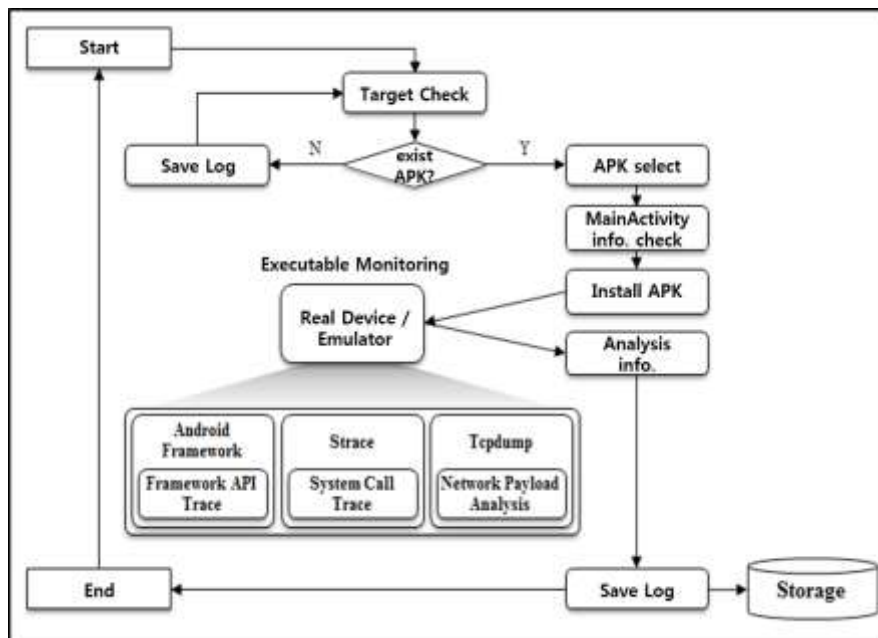 Start
Target Check
N
Y
Save Log
exist
APK?
APK select
MainActivity
info. check
Executable Monitoring
Install APK
Real Device /
Emulator
Analysis
info.
Android
Framework
Framework API
Trace
Strace
System Call
Trace
Tcpdump
Network Payload
Analysis
End
Save Log
Storage